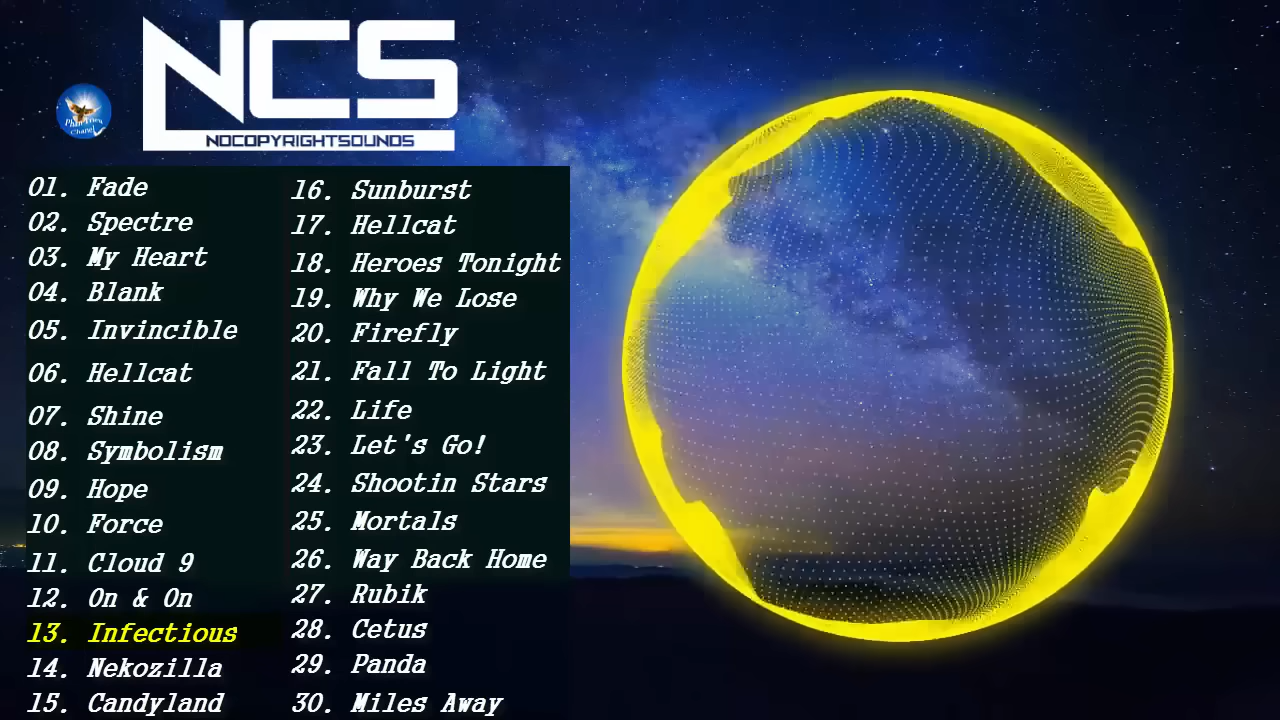 NCS
NOCOPYRIGHTSOUNDS
01. Fade
02. Spectre
03. My Heart
04. Blank
05. Invincible
06. Hellcat
07. Shine
08. Symbolism
09. Hope
10. Force
11. Cloud 9
12. On & On
13. Infectious
14. Nekozilla
15. Candyland
16. Sunburst
17. Hellcat
18. Heroes Tonight
19. Why We Lose
20. Firefly
21. Fall To Light
22. Life
23. Let's Go!
24. Shootin Stars
25. Mortals
26. Way Back Home
27. Rubik
28. Cetus
29. Panda
30. Miles Away